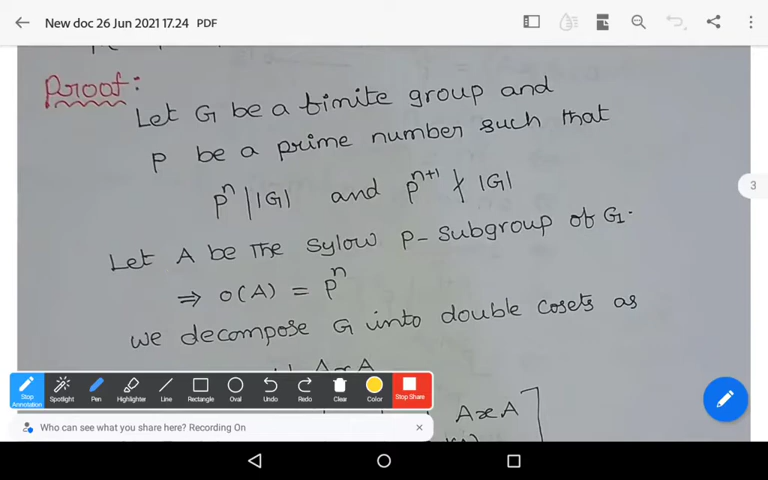 New doc 26 Jun 2021 17.24 PDF
Proof:
Let G be a finite group and
p be a prime number such that
p^n | |G| and p^{n+1} ∤ |G|
3
Let A be the Sylow p-Subgroup of G.
⇒ o(A) = p^n
we decompose G into double cosets as
A x A
Stop Annotation Spotlight Pen Highlighter Line Rectangle Oval Undo Redo Clear Color Stop Share
A x A
Who can see what you share here? Recording On